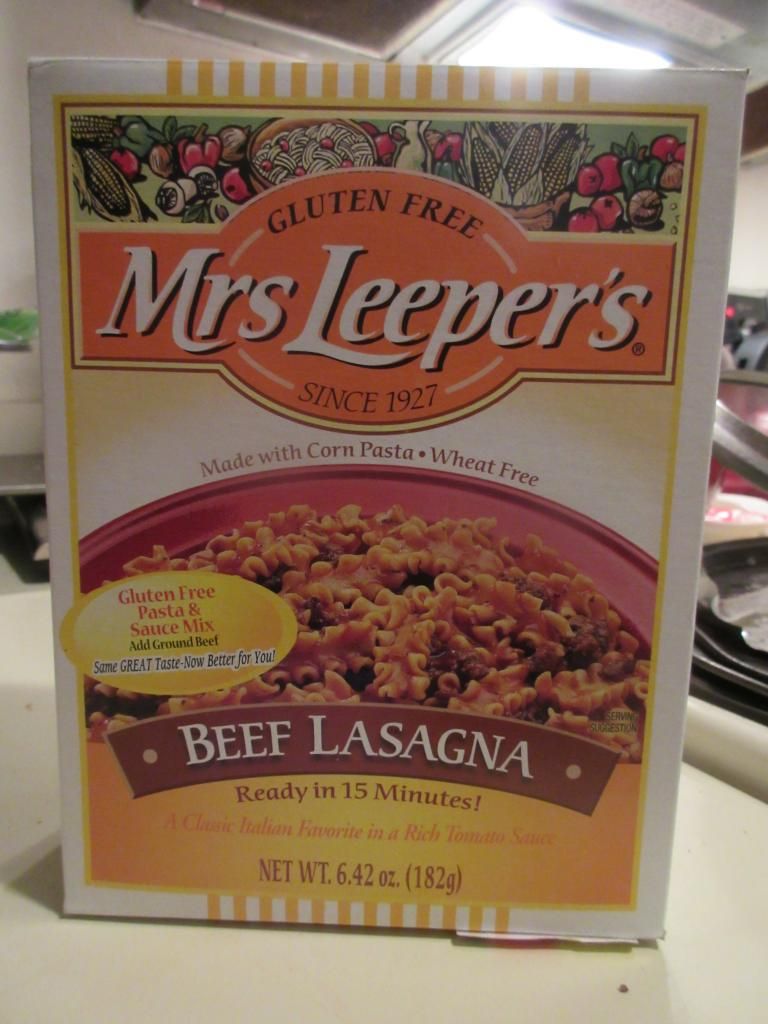 GLUTEN FREE
Mrs Leeper's®
SINCE 1927
Made with Corn Pasta • Wheat Free
Gluten Free
Pasta &
Sauce Mix
Add Ground Beef
Same GREAT Taste-Now Better for You!
SERVING
SUGGESTION
BEEF LASAGNA
Ready in 15 Minutes!
A Classic Italian Favorite in a Rich Tomato Sauce
NET WT. 6.42 oz. (182g)